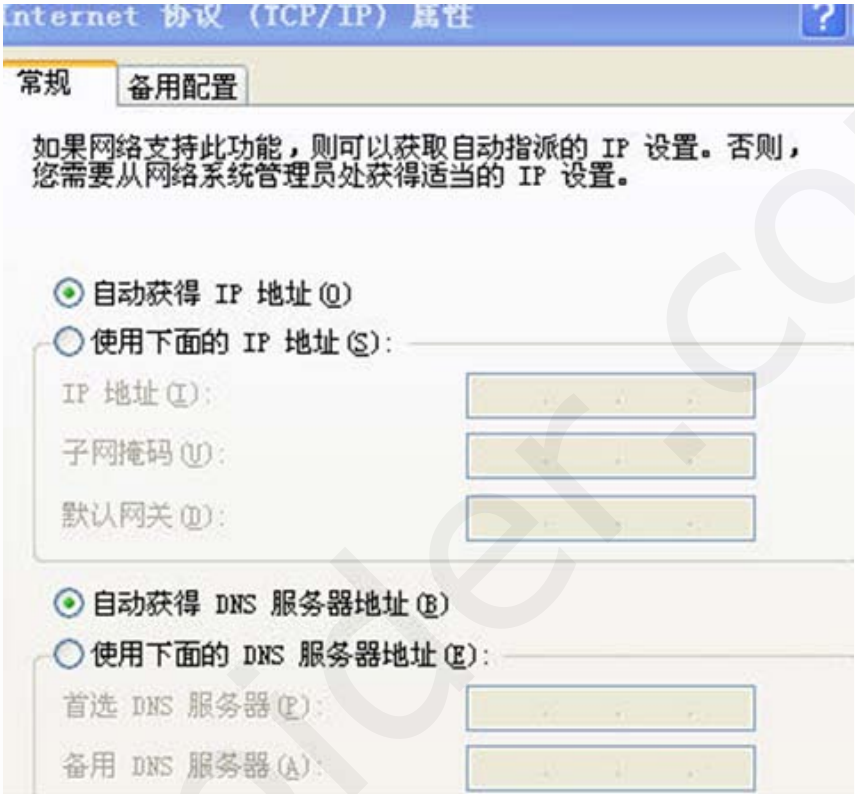 Internet 协议 (TCP/IP) 属性
?
常规
备用配置
如果网络支持此功能，则可以获取自动指派的 IP 设置。否则，
您需要从网络系统管理员处获得适当的 IP 设置。
自动获得 IP 地址(O)
使用下面的 IP 地址(S):
IP 地址(I):
子网掩码(U):
默认网关(D):
自动获得 DNS 服务器地址(B)
使用下面的 DNS 服务器地址(E):
首选 DNS 服务器(P):
备用 DNS 服务器(A):